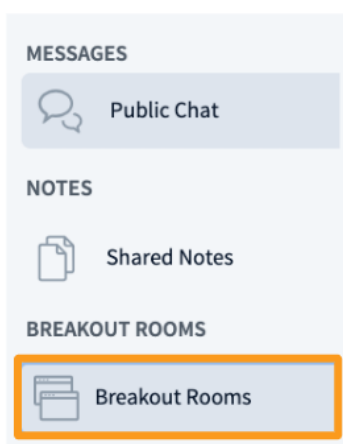 MESSAGES
Public Chat
NOTES
Shared Notes
BREAKOUT ROOMS
Breakout Rooms